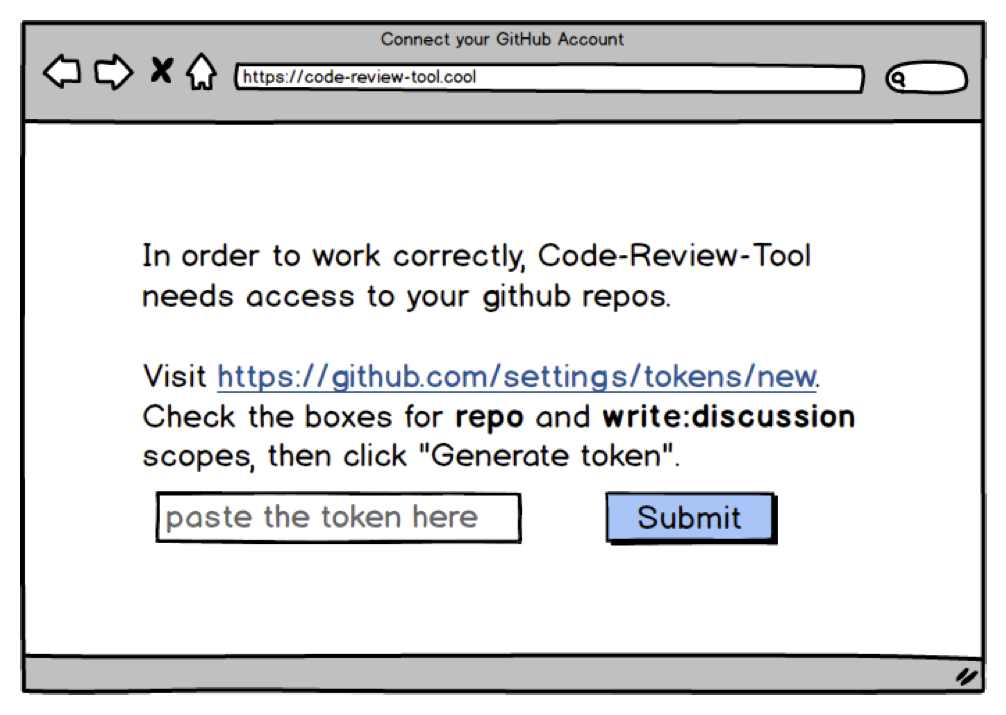 Connect your GitHub Account
https://code-review-tool.cool
In order to work correctly, Code-Review-Tool
needs access to your github repos.
Visit https://github.com/settings/tokens/new.
Check the boxes for repo and write:discussion
scopes, then click "Generate token".
paste the token here
Submit